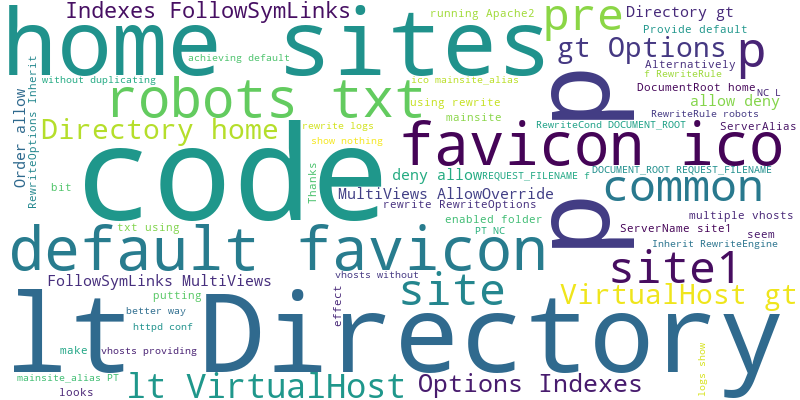 Indexes FollowSymLinks
running Apache2
pre
Directory gt
home sites
Provide default
gt Options
p
achieving default
Alternatively
f RewriteRule
without duplicating
ico mainsite_alias
DocumentRoot home
NC L
robots txt
using rewrite
allow deny
Order allow
RewriteOptions Inherit
p
mainsite
RewriteRule robots
Directory home
rewrite logs
RewriteCond DOCUMENT_ROOT
ServerAlias
show nothing
code
favicon ico
Thanks
deny allow
REQUEST_FILENAME f
DOCUMENT_ROOT REQUEST_FILENAME
bit
MultiViews AllowOverride
common
rewrite RewriteOptions
p
enabled folder
multiple vhosts
txt using
PT NC
ServerName site1
seem
default favicon
Inherit RewriteEngine
FollowSymLinks MultiViews
vhosts without
site1
site
VirtualHost gt
putting
effect
lt Directory
better way
httpd conf
make
vhosts providing
logs show
mainsite_alias PT
lt VirtualHost
Options Indexes
looks